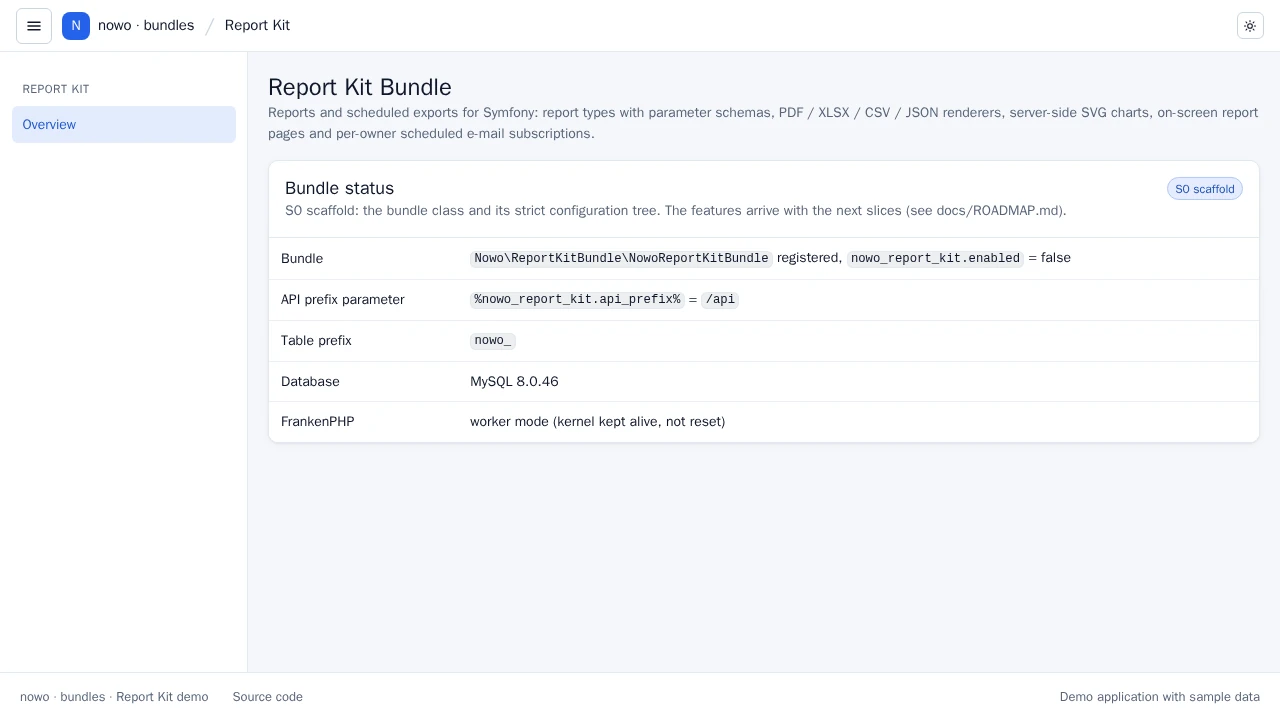 N nowo · bundles / Report Kit
REPORT KIT
Overview
Report Kit Bundle
Reports and scheduled exports for Symfony: report types with parameter schemas, PDF / XLSX / CSV / JSON renderers, server-side SVG charts, on-screen report
pages and per-owner scheduled e-mail subscriptions.
Bundle status
S0 scaffold
S0 scaffold: the bundle class and its strict configuration tree. The features arrive with the next slices (see docs/ROADMAP.md).
Bundle Nowo\ReportKitBundle\NowoReportKitBundle registered, nowo_report_kit.enabled = false
API prefix parameter %nowo_report_kit.api_prefix% = /api
Table prefix nowo_
Database MySQL 8.0.46
FrankenPHP worker mode (kernel kept alive, not reset)
nowo · bundles · Report Kit demo Source code Demo application with sample data